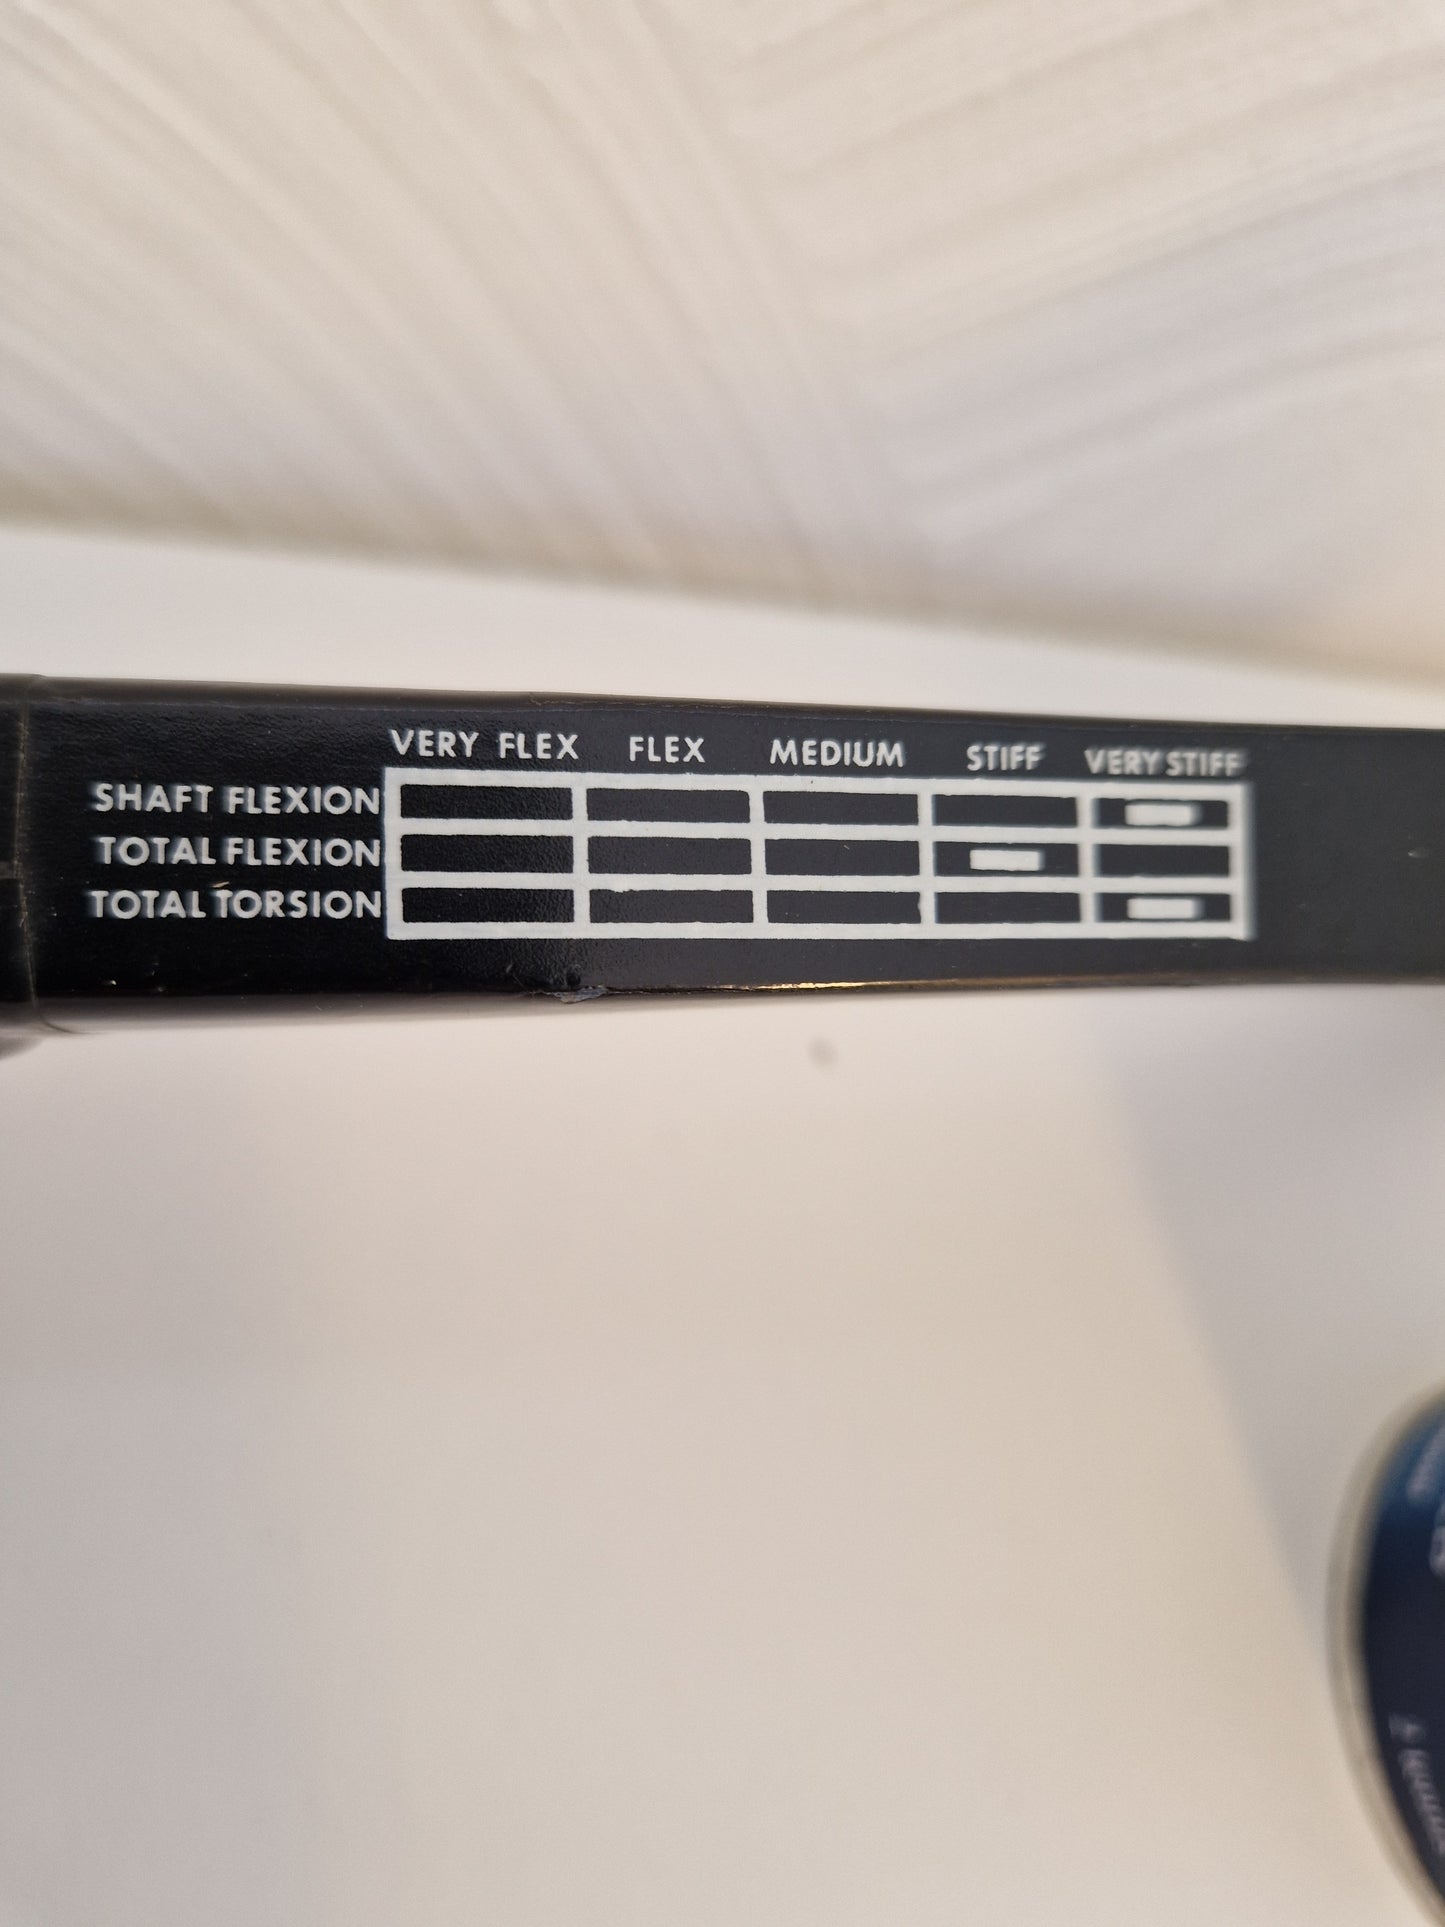 VERY FLEX FLEX MEDIUM STIFF VERY STIFF
SHAFT FLEXION
TOTAL FLEXION
TOTAL TORSION